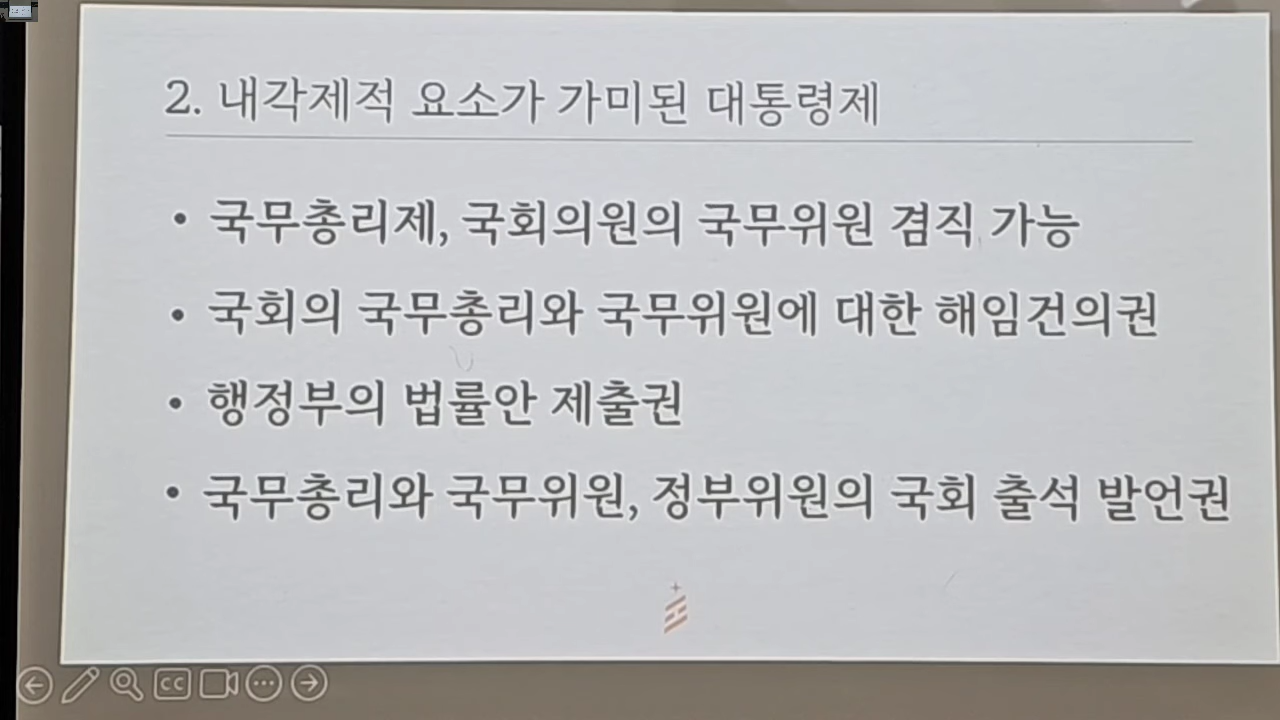 2. 내각제적 요소가 가미된 대통령제
• 국무총리제, 국회의원의 국무위원 겸직 가능
• 국회의 국무총리와 국무위원에 대한 해임건의권
• 행정부의 법률안 제출권
• 국무총리와 국무위원, 정부위원의 국회 출석 발언권
CC